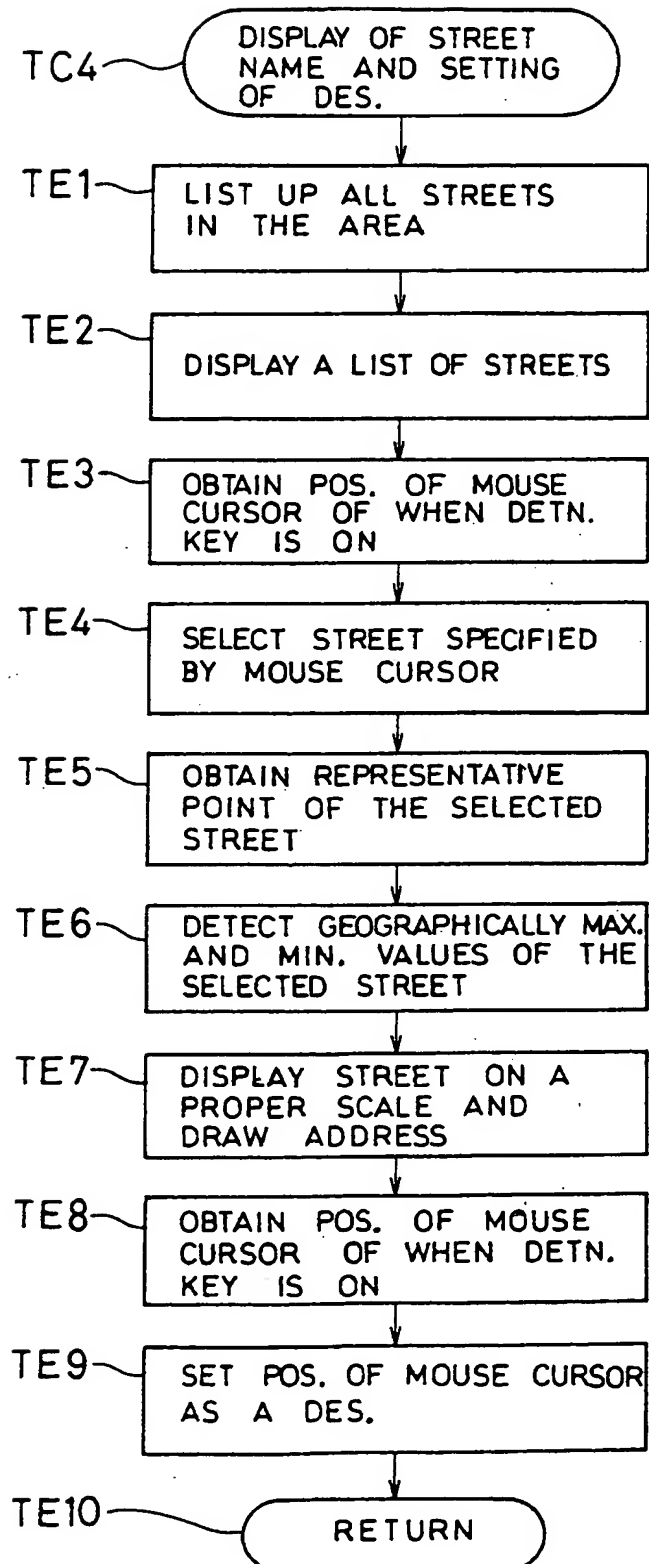 TC4
DISPLAY OF STREET
NAME AND SETTING
OF DES.
TE1
LIST UP ALL STREETS
IN THE AREA
TE2
DISPLAY A LIST OF STREETS
TE3
OBTAIN POS. OF MOUSE
CURSOR OF WHEN DETN.
KEY IS ON
TE4
SELECT STREET SPECIFIED
BY MOUSE CURSOR
TE5
OBTAIN REPRESENTATIVE
POINT OF THE SELECTED
STREET
TE6
DETECT GEOGRAPHICALLY MAX.
AND MIN. VALUES OF THE
SELECTED STREET
TE7
DISPLAY STREET ON A
PROPER SCALE AND
DRAW ADDRESS
TE8
OBTAIN POS. OF MOUSE
CURSOR OF WHEN DETN.
KEY IS ON
TE9
SET POS. OF MOUSE CURSOR
AS A DES.
TE10
RETURN